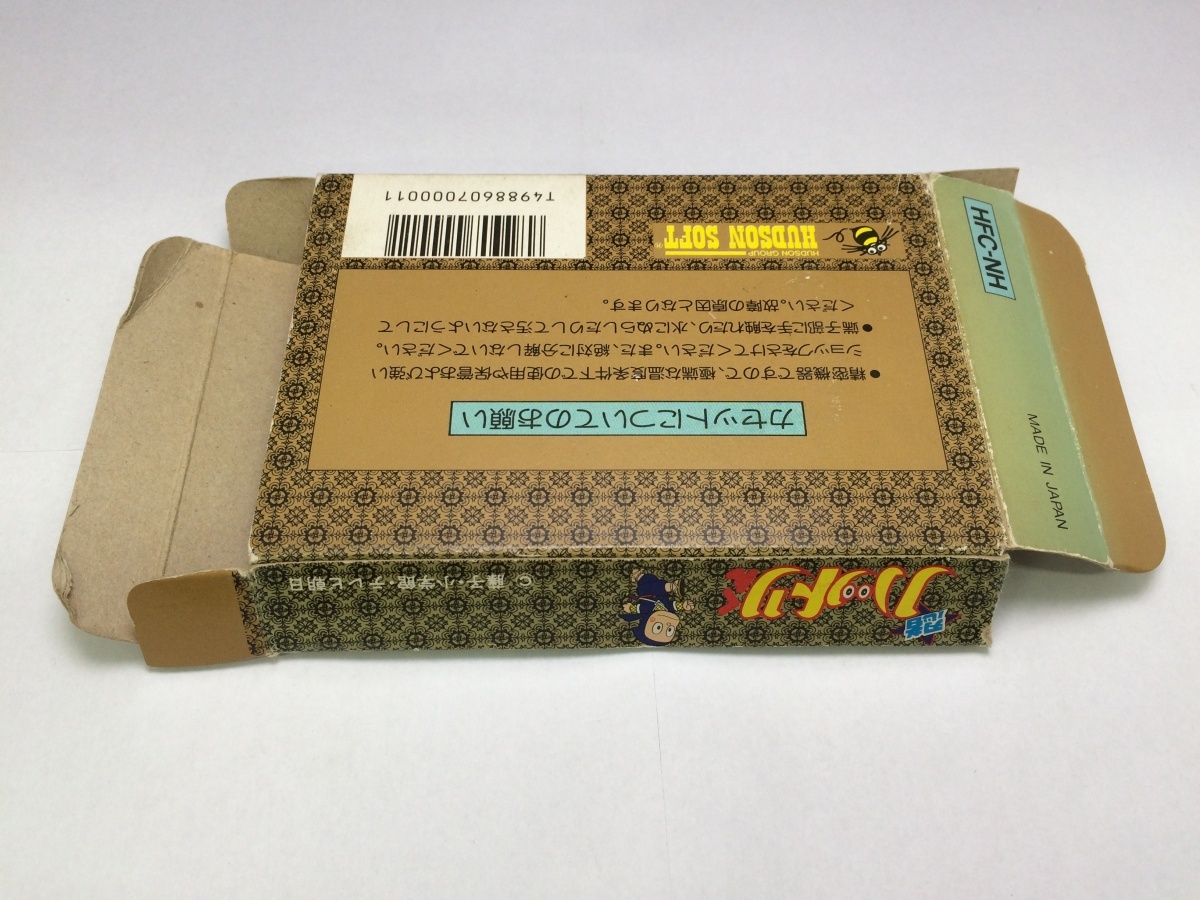 カセットについてのお願い
●精密機器ですので、極端な温度条件下での使用や保管および強い
ショックをさけてください。また、絶対に分解しないでください。
●端子部に手を触れたり、水にぬらしたりして汚さないようにして
ください。故障の原因となります。
HUDSON GROUP
HUDSON SOFT™
T4988607000011
HFC-NH
MADE IN JAPAN
忍者
ハットリくん
©藤子・小学館・テレビ朝日